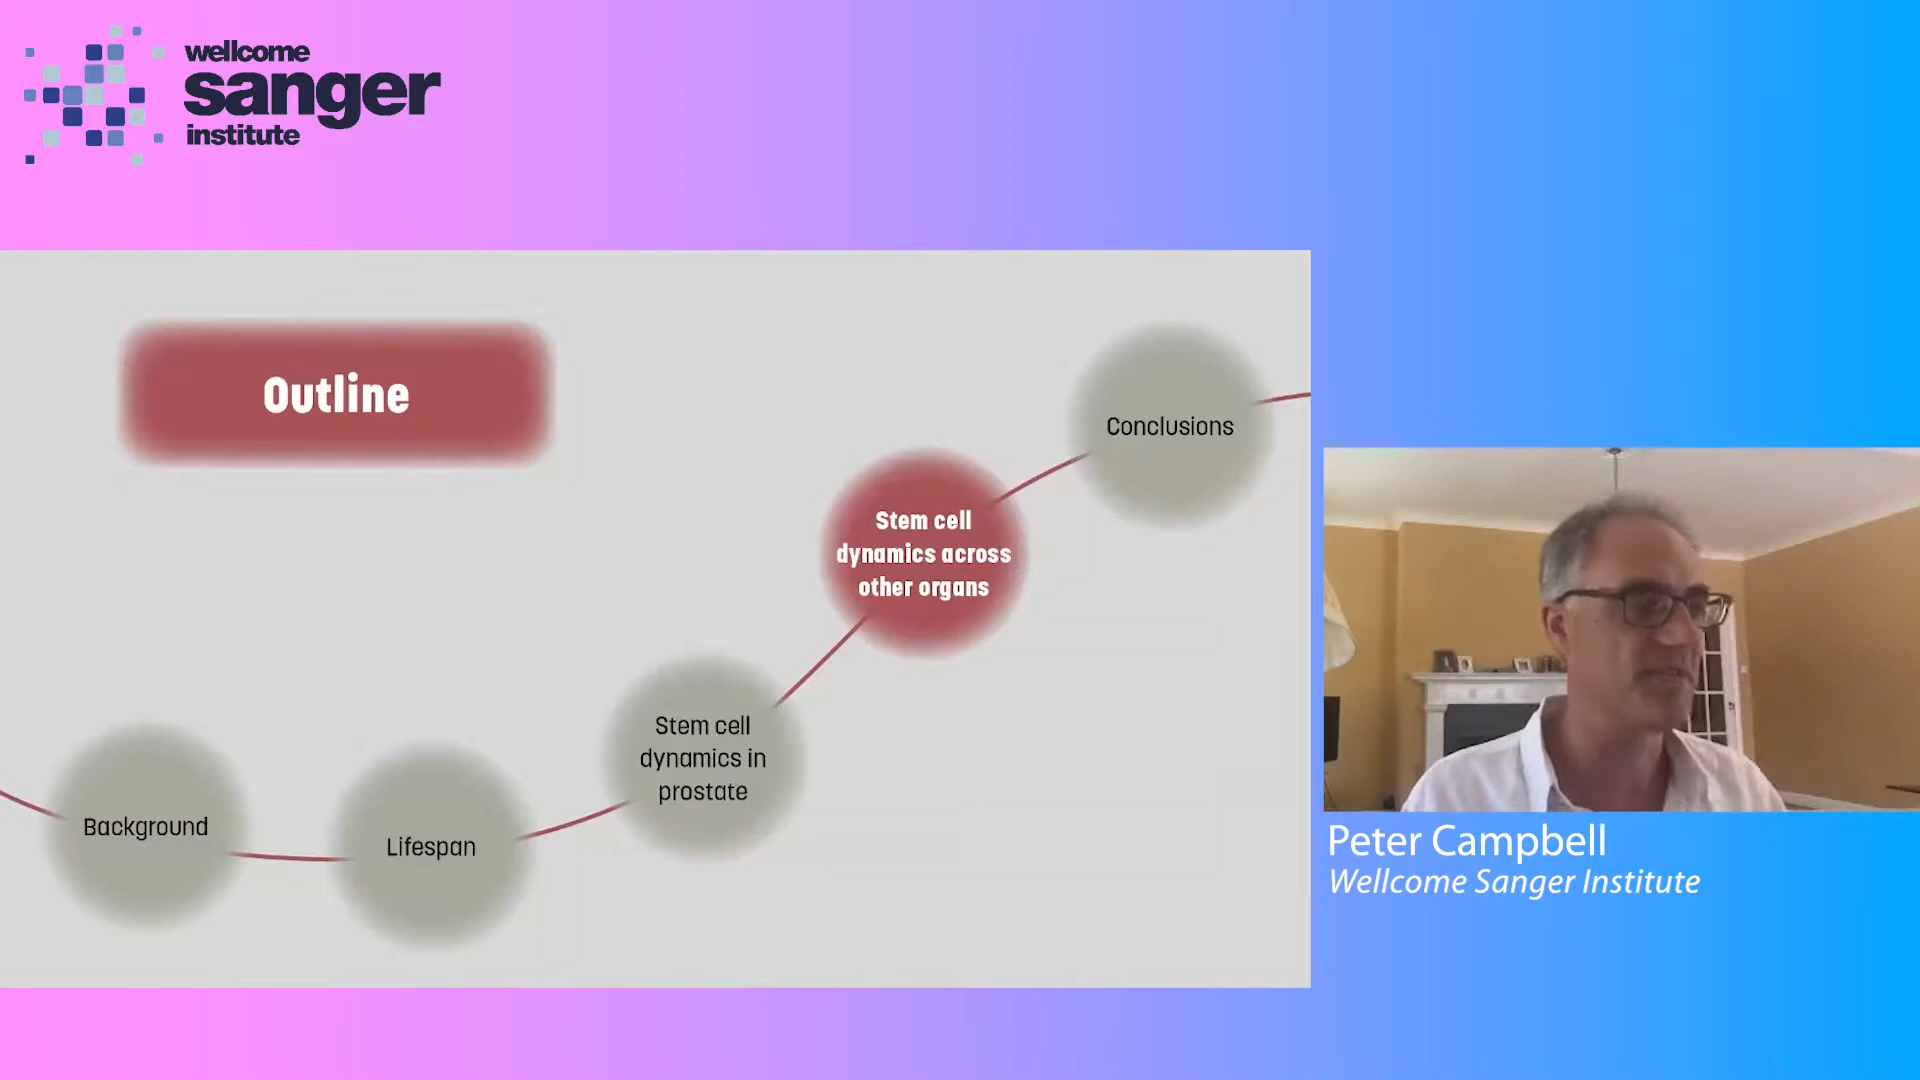 wellcome
sanger
institute
Outline
Background
Lifespan
Stem cell
dynamics in
prostate
Stem cell
dynamics across
other organs
Conclusions
Peter Campbell
Wellcome Sanger Institute